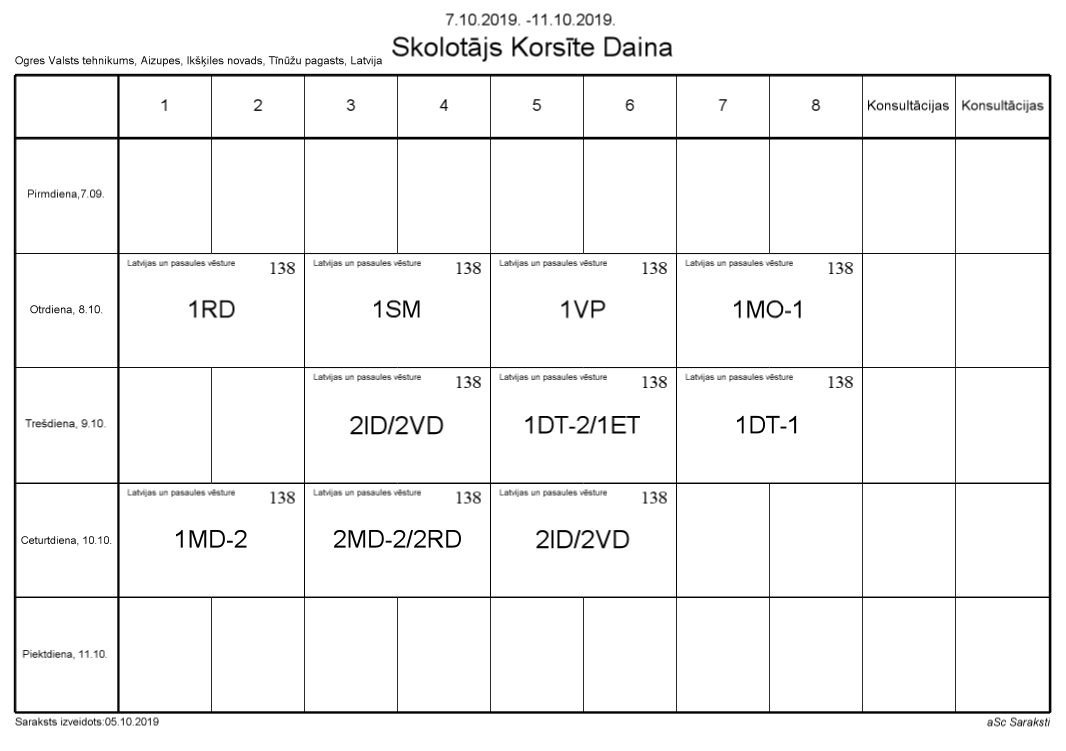 7.10.2019. -11.10.2019.
Skolotājs Korsīte Daina
Ogres Valsts tehnikums, Aizupes, Ikšķiles novads, Tīnūžu pagasts, Latvija
1 2 3 4 5 6 7 8 Konsultācijas Konsultācijas
Pirmdiena,7.09.
Latvijas un pasaules vēsture 138 Latvijas un pasaules vēsture 138 Latvijas un pasaules vēsture 138 Latvijas un pasaules vēsture 138
Otrdiena, 8.10. 1RD 1SM 1VP 1MO-1
Latvijas un pasaules vēsture 138 Latvijas un pasaules vēsture 138 Latvijas un pasaules vēsture 138
Trešdiena, 9.10. 2ID/2VD 1DT-2/1ET 1DT-1
Latvijas un pasaules vēsture 138 Latvijas un pasaules vēsture 138 Latvijas un pasaules vēsture 138
Ceturtdiena, 10.10. 1MD-2 2MD-2/2RD 2ID/2VD
Piektdiena, 11.10.
Saraksts izveidots:05.10.2019 aSc Saraksti